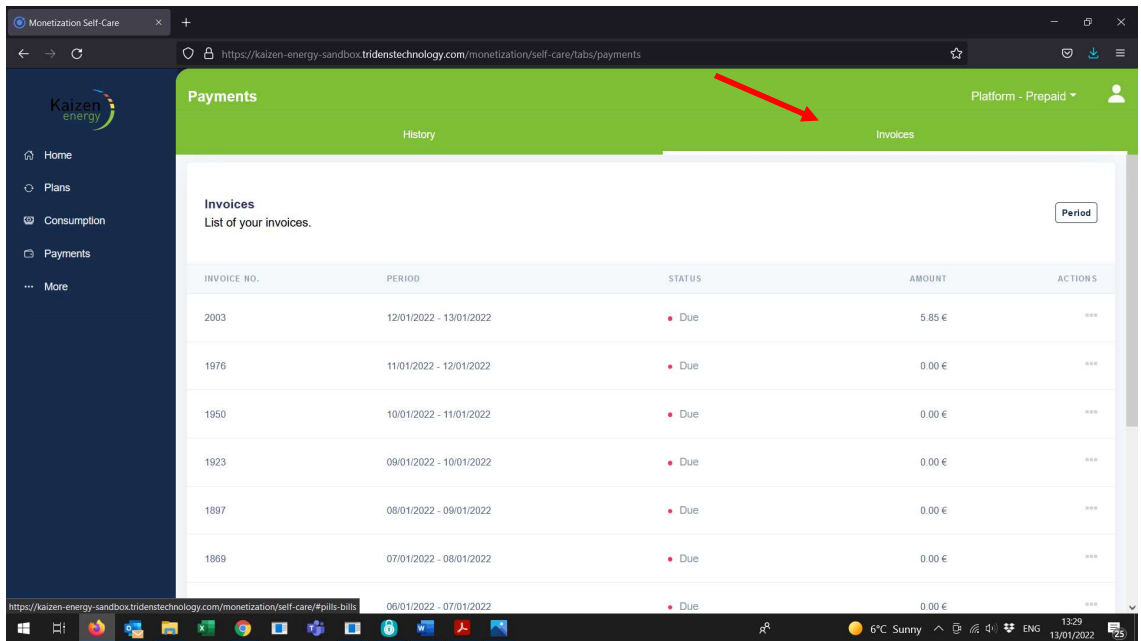 Monetization Self-Care
https://kaizen-energy-sandbox.tridenstechnology.com/monetization/self-care/tabs/payments
Kaizen
energy
Home
Plans
Consumption
Payments
More
Payments
Platform - Prepaid
History
Invoices
Invoices
List of your invoices.
Period
INVOICE NO. PERIOD STATUS AMOUNT ACTIONS
2003 12/01/2022 - 13/01/2022 Due 5.85 €
1976 11/01/2022 - 12/01/2022 Due 0.00 €
1950 10/01/2022 - 11/01/2022 Due 0.00 €
1923 09/01/2022 - 10/01/2022 Due 0.00 €
1897 08/01/2022 - 09/01/2022 Due 0.00 €
1869 07/01/2022 - 08/01/2022 Due 0.00 €
06/01/2022 - 07/01/2022 Due 0.00 €
https://kaizen-energy-sandbox.tridenstechnology.com/monetization/self-care/#pills-bills
6°C Sunny
ENG
13:29
13/01/2022
25